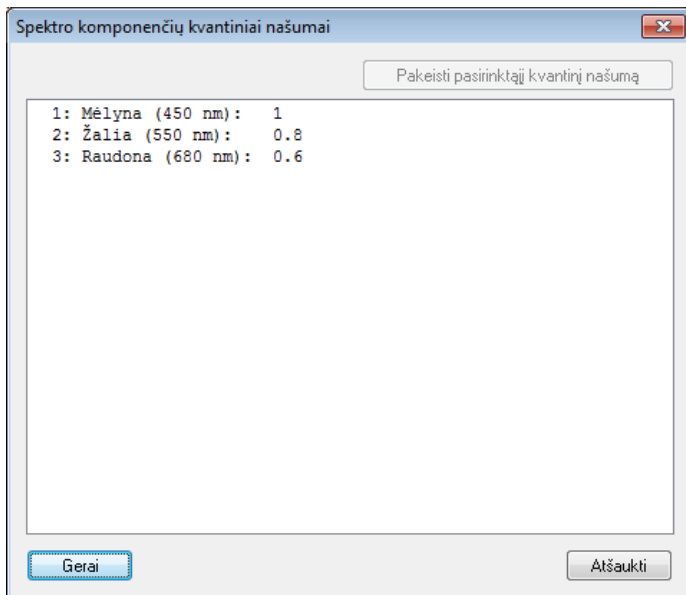 Spektro komponenčių kvantiniai našumai
Pakeisti pasirinktąjį kvantinį našumą
1: Mėlyna (450 nm): 1
2: Žalia (550 nm): 0.8
3: Raudona (680 nm): 0.6
Gerai
Atšaukti